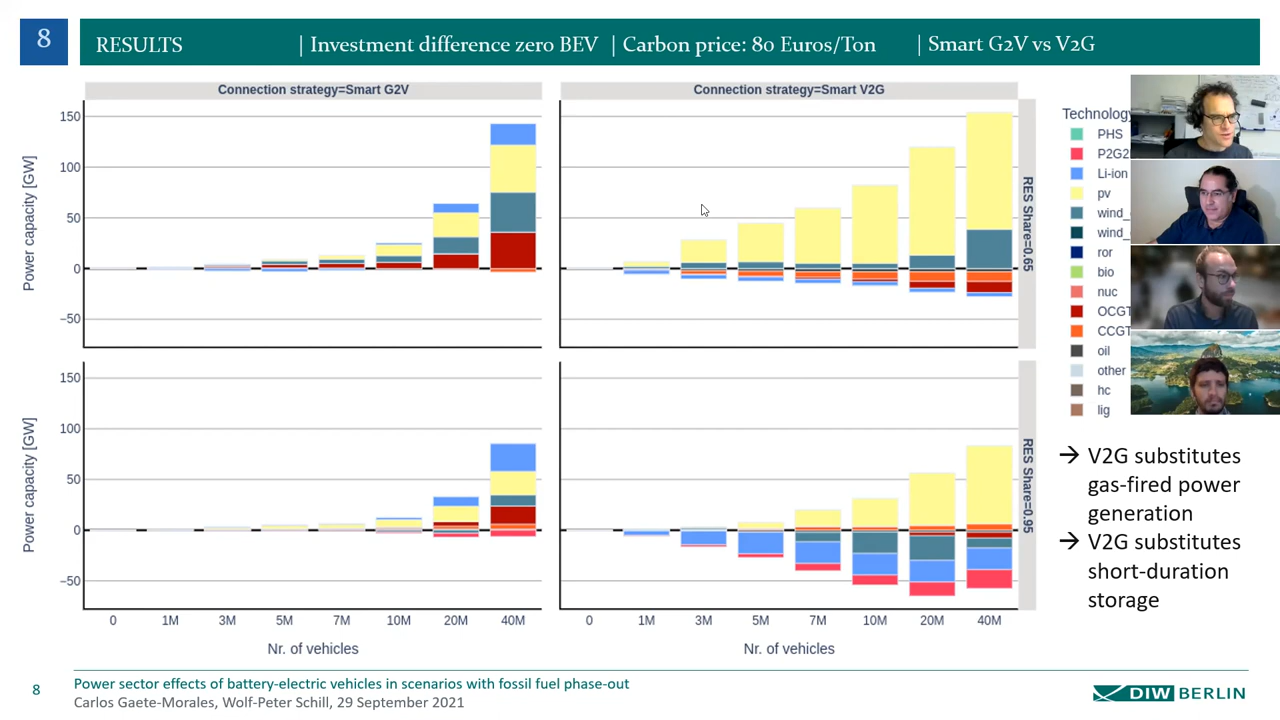 8
RESULTS | Investment difference zero BEV | Carbon price: 80 Euros/Ton | Smart G2V vs V2G
Connection strategy=Smart G2V
Connection strategy=Smart V2G
Power capacity [GW]
150
100
50
0
−50
RES Share=0.65
Power capacity [GW]
150
100
50
0
−50
RES Share=0.95
0 1M 3M 5M 7M 10M 20M 40M
0 1M 3M 5M 7M 10M 20M 40M
Nr. of vehicles
Nr. of vehicles
Technology
PHS
P2G2
Li-ion
pv
wind_
wind_
ror
bio
nuc
OCGT
CCGT
oil
other
hc
lig
→ V2G substitutes
gas-fired power
generation
→ V2G substitutes
short-duration
storage
8
Power sector effects of battery-electric vehicles in scenarios with fossil fuel phase-out
Carlos Gaete-Morales, Wolf-Peter Schill, 29 September 2021
DIW BERLIN